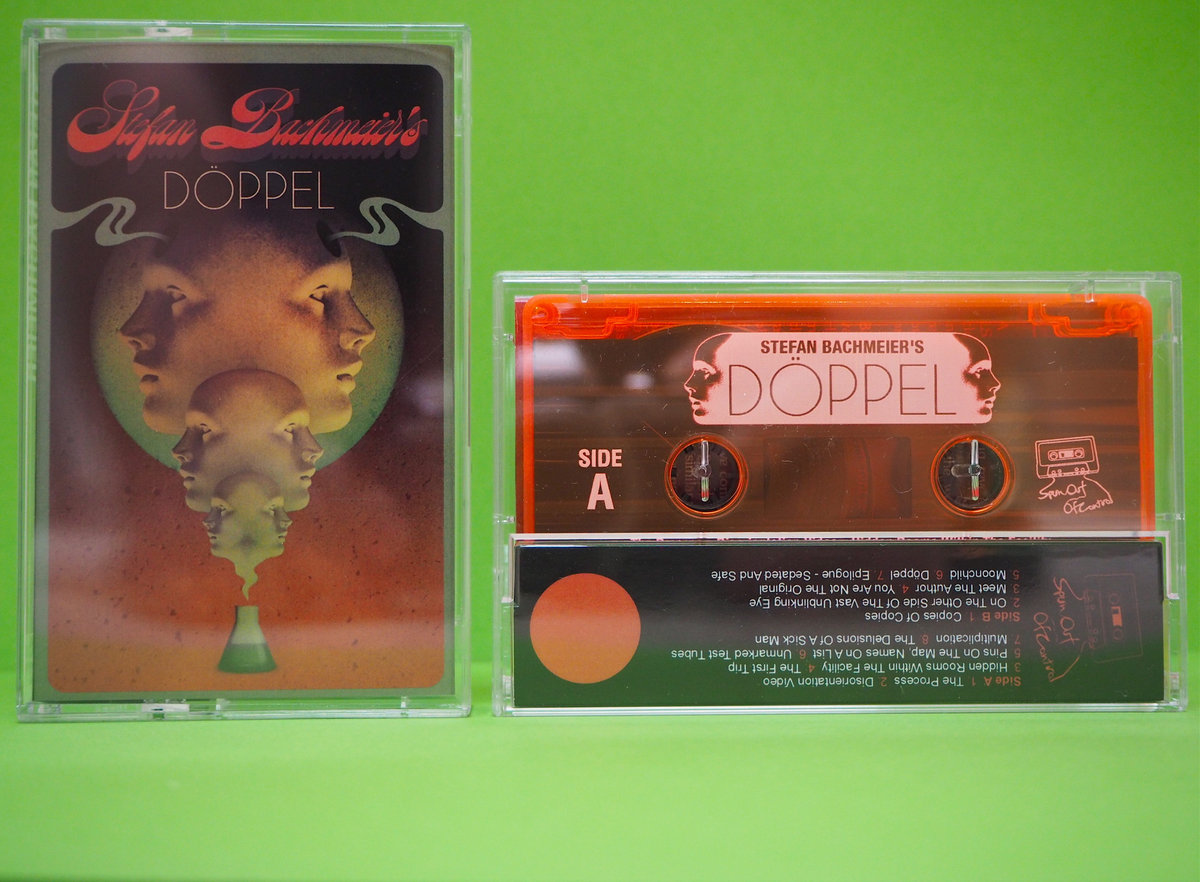 Stefan Bachmeier's
DÖPPEL
STEFAN BACHMEIER'S
DÖPPEL
SIDE
A
Spun Out
Of Control
Side A 1. The Process 2. Disorientation Video
3. Hidden Rooms Within The Facility 4. The First Trip
5. Pins On The Map, Names On A List 6. Unmarked Test Tubes
7. Multiplication 8. The Delusions Of A Sick Man
Side B 1. Copies Of Copies
2. On The Other Side Of The Vast Unblinking Eye
3. Meet The Author 4. You Are Not The Original
5. Moonchild 6. Döppel 7. Epilogue - Sedated And Safe
Spun Out
Of Control